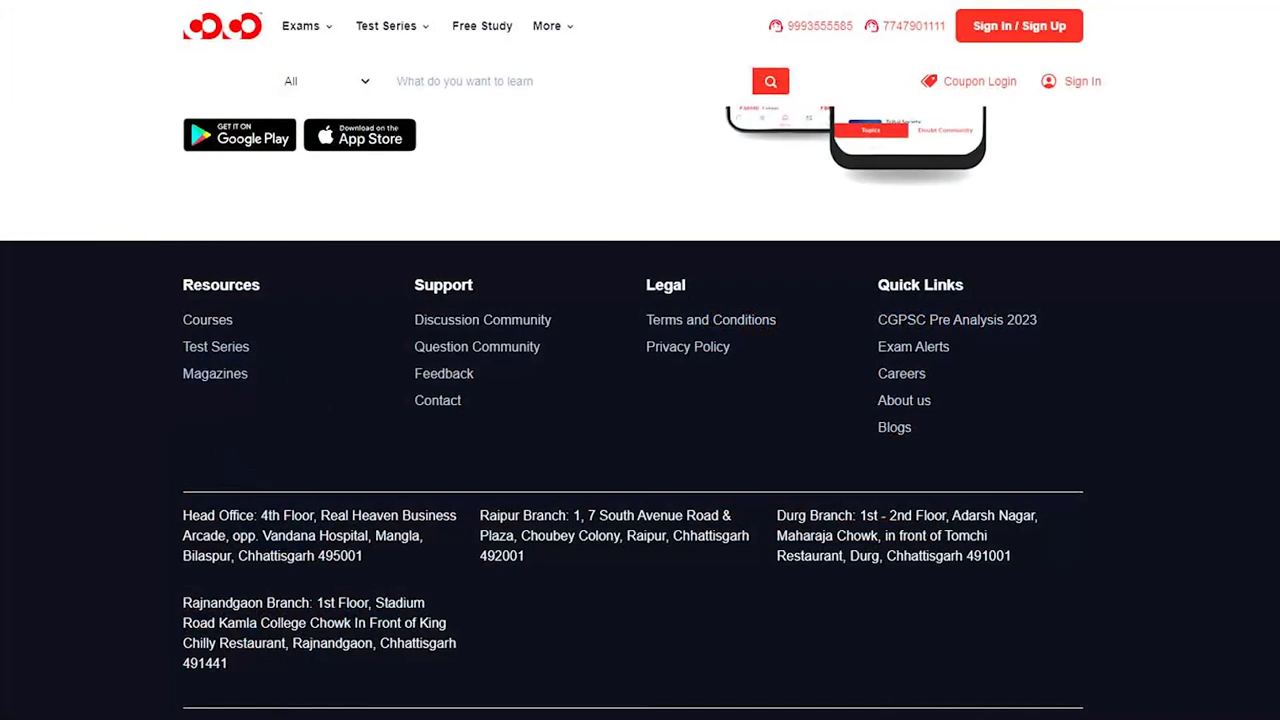 Exams
Test Series
Free Study
More
9993555585
7747901111
Sign In / Sign Up
All
What do you want to learn
Coupon Login
Sign In
GET IT ON
Google Play
Download on the
App Store
Topics
Doubt Community
Resources
Courses
Test Series
Magazines
Support
Discussion Community
Question Community
Feedback
Contact
Legal
Terms and Conditions
Privacy Policy
Quick Links
CGPSC Pre Analysis 2023
Exam Alerts
Careers
About us
Blogs
Head Office: 4th Floor, Real Heaven Business
Arcade, opp. Vandana Hospital, Mangla,
Bilaspur, Chhattisgarh 495001
Raipur Branch: 1, 7 South Avenue Road &
Plaza, Choubey Colony, Raipur, Chhattisgarh
492001
Durg Branch: 1st - 2nd Floor, Adarsh Nagar,
Maharaja Chowk, in front of Tomchi
Restaurant, Durg, Chhattisgarh 491001
Rajnandgaon Branch: 1st Floor, Stadium
Road Kamla College Chowk In Front of King
Chilly Restaurant, Rajnandgaon, Chhattisgarh
491441